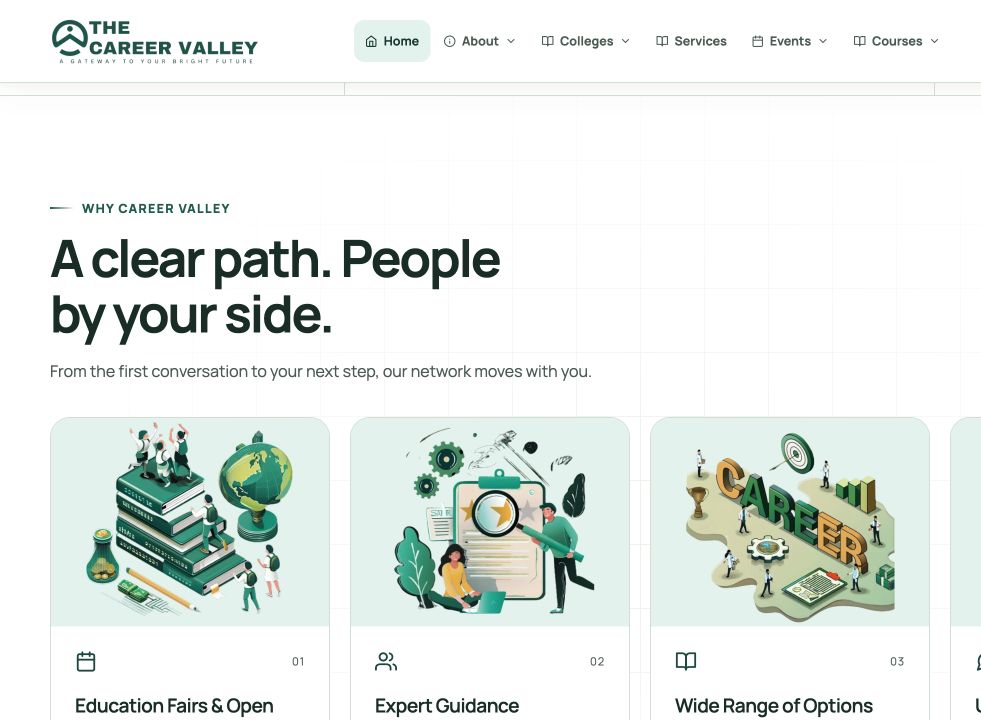 THE
CAREER VALLEY
A GATEWAY TO YOUR BRIGHT FUTURE
Home
About
Colleges
Services
Events
Courses
WHY CAREER VALLEY
A clear path. People
by your side.
From the first conversation to your next step, our network moves with you.
CAREER
01
02
03
Education Fairs & Open
Expert Guidance
Wide Range of Options